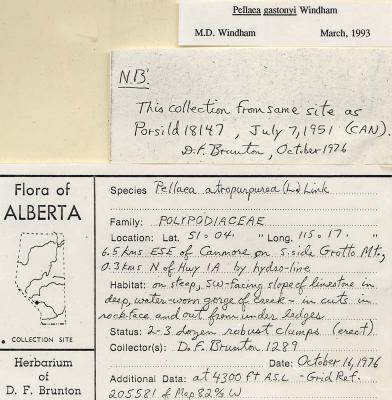 Pellaea gastonyi Windham
M.D. Windham March, 1993
N.B.
This collection from same site as
Porsild 18147, July 7, 1951 (CAN).
D.F. Brunton, October 1976
Flora of
ALBERTA
• COLLECTION SITE
Herbarium
of
D. F. Brunton
Species Pellaea atropurpurea (L.) Link
Family: POLYPODIACEAE
Location: Lat. 51° 04' " Long. 115° 17' "
6.5 kms ESE of Canmore on S. side Grotto Mt,
0.3 kms N of Hwy 1A by hydro-line
Habitat: on steep, SW-facing slope of limestone in
deep, water-worn gorge of creek - in cuts in
rock-face and out from under ledges
Status: 2-3 dozen robust clumps (erect)
Collector(s): D.F. Brunton 1289
Date: October 16, 1976
Additional Data: at 4300 ft A.S.L - Grid Ref.
205581 of Map 82% W